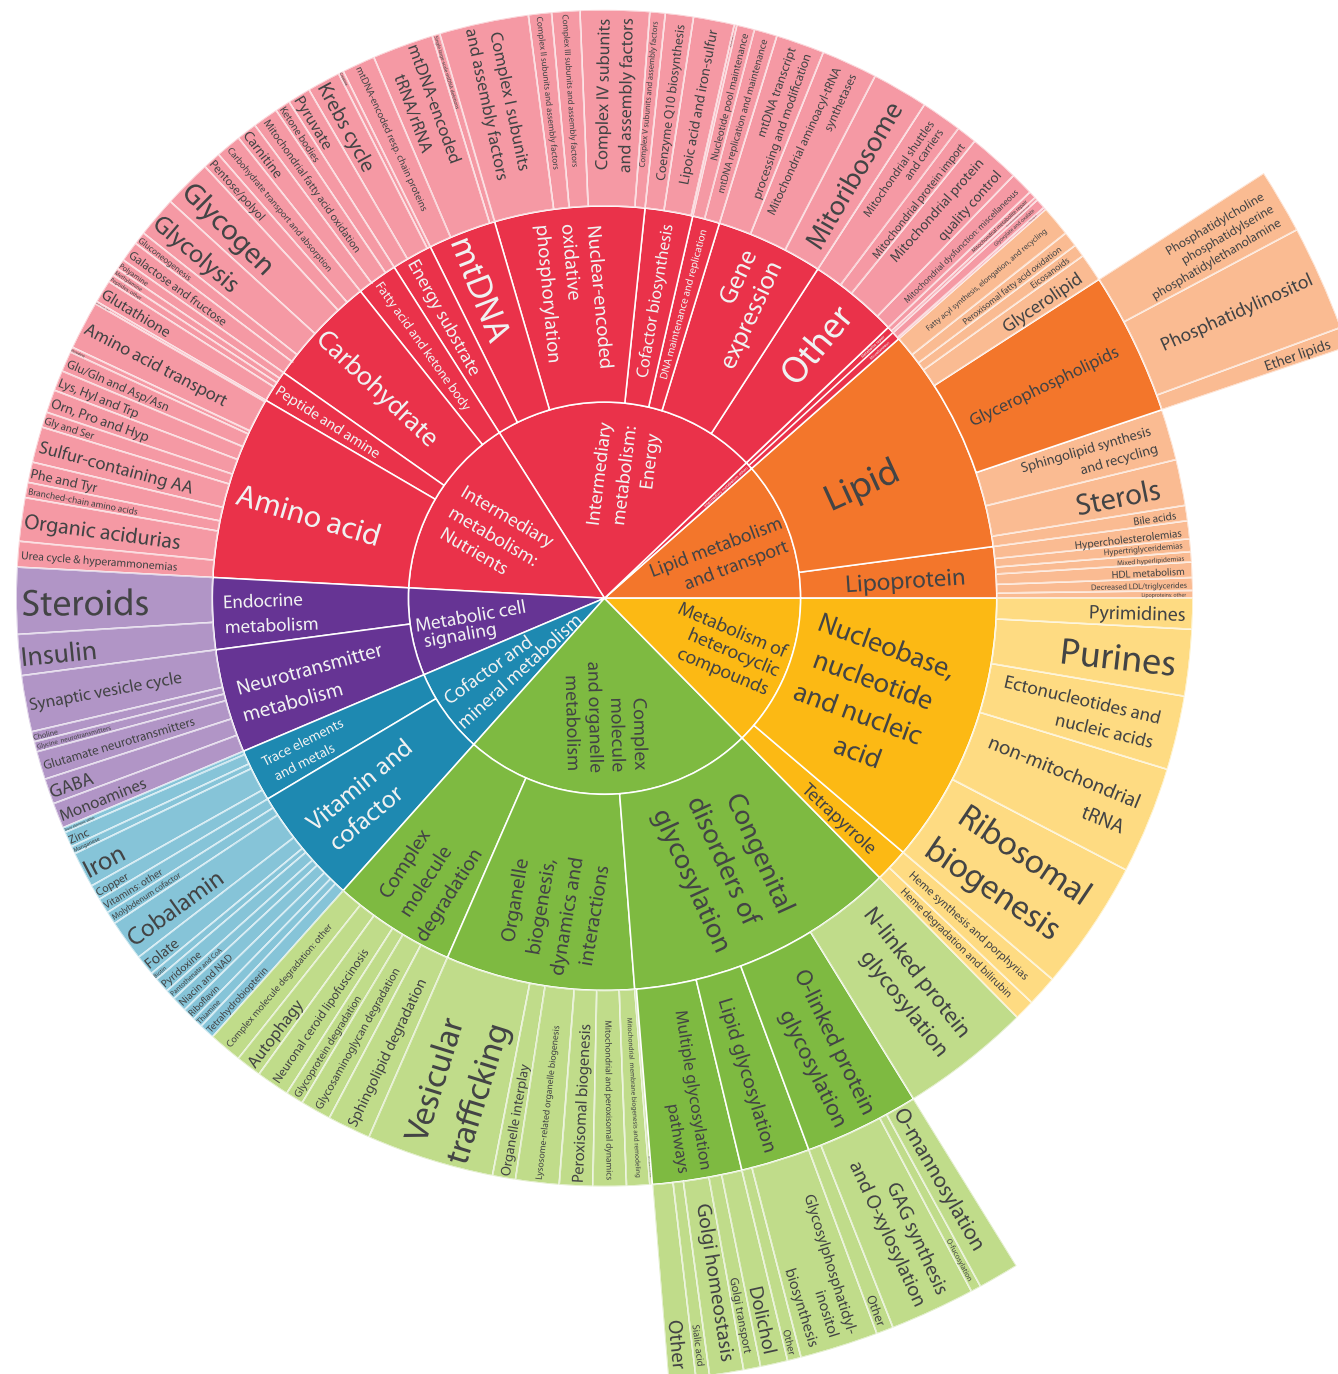 Intermediary
metabolism:
Energy
Nuclear-encoded
oxidative
phosphorylation
Complex I subunits
and assembly factors
Complex II subunits and assembly factors
Complex III subunits and assembly factors
Complex IV subunits
and assembly factors
Complex V subunits and assembly factors
Cofactor biosynthesis
Coenzyme Q10 biosynthesis
Lipoic acid and iron-sulfur
DNA maintenance and replication
Nucleotide pool maintenance
mtDNA replication and maintenance
Gene
expression
mtDNA transcript
processing and modification
Mitochondrial aminoacyl-tRNA
synthetases
Mitoribosome
Other
Mitochondrial shuttles
and carriers
Mitochondrial protein import
Mitochondrial protein
quality control
Mitochondrial dysfunction: miscellaneous
mtDNA
mtDNA-encoded
tRNA/rRNA
mtDNA-encoded resp. chain proteins
Energy substrate
Krebs cycle
Pyruvate
Fatty acid and ketone body
Ketone bodies
Mitochondrial fatty acid oxidation
Carnitine
Intermediary
metabolism:
Nutrients
Carbohydrate
Carbohydrate transport and absorption
Pentose/polyol
Glycogen
Glycolysis
Gluconeogenesis
Galactose and fructose
Peptide and amine
Polyamine
Glutathione
Amino acid
Amino acid transport
Glu/Gln and Asp/Asn
Lys, Hyl and Trp
Orn, Pro and Hyp
Gly and Ser
Sulfur-containing AA
Phe and Tyr
Branched-chain amino acids
Organic acidurias
Urea cycle & hyperammonemias
Metabolic cell
signaling
Endocrine
metabolism
Steroids
Insulin
Neurotransmitter
metabolism
Synaptic vesicle cycle
Choline
Glycine neurotransmitters
Glutamate neurotransmitters
GABA
Monoamines
Cofactor and
mineral metabolism
Trace elements
and metals
Zinc
Manganese
Iron
Copper
Vitamin and
cofactor
Vitamins: other
Molybdenum cofactor
Cobalamin
Folate
Biotin
Pyridoxine
Pantothenate and CoA
Niacin and NAD
Riboflavin
Thiamine
Tetrahydrobiopterin
Complex
molecule
and organelle
metabolism
Complex
molecule
degradation
Complex molecule degradation: other
Autophagy
Neuronal ceroid lipofuscinosis
Glycoprotein degradation
Glycosaminoglycan degradation
Sphingolipid degradation
Organelle
biogenesis,
dynamics and
interactions
Vesicular
trafficking
Organelle interplay
Lysosome-related organelle biogenesis
Peroxisomal biogenesis
Mitochondrial and peroxisomal dynamics
Mitochondrial membrane biogenesis and remodeling
Congenital
disorders of
glycosylation
Multiple glycosylation
pathways
Other
Sialic acid
Golgi homeostasis
Golgi transport
Dolichol
Lipid glycosylation
Other
Glycosylphosphatidyl-
inositol
biosynthesis
O-linked protein
glycosylation
Other
GAG synthesis
and O-xylosylation
O-fucosylation
O-mannosylation
N-linked protein
glycosylation
Metabolism of
heterocyclic
compounds
Tetrapyrrole
Heme degradation and bilirubin
Heme synthesis and porphyrias
Nucleobase,
nucleotide
and nucleic
acid
Ribosomal
biogenesis
non-mitochondrial
tRNA
Ectonucleotides and
nucleic acids
Purines
Pyrimidines
Lipid metabolism
and transport
Lipoprotein
Lipoproteins: other
Decreased LDL/triglycerides
HDL metabolism
Mixed hyperlipidemias
Hypertriglyceridemias
Hypercholesterolemias
Lipid
Bile acids
Sterols
Sphingolipid synthesis
and recycling
Glycerophospholipids
Ether lipids
Phosphatidylinositol
Phosphatidylcholine
phosphatidylserine
phosphatidylethanolamine
Glycerolipid
Eicosanoids
Peroxisomal fatty acid oxidation
Fatty acyl synthesis, elongation, and recycling